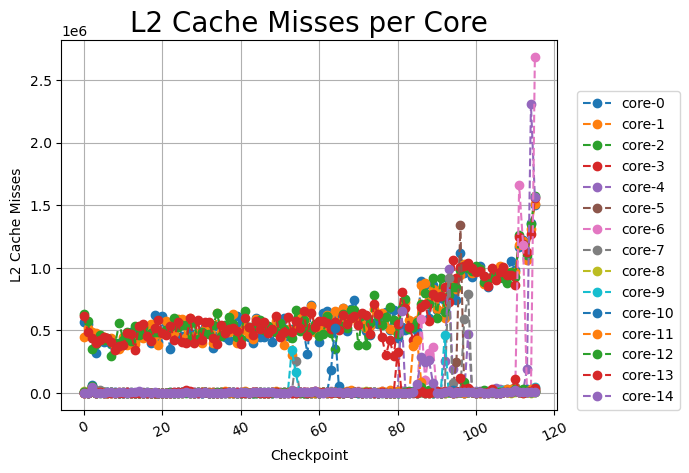 L2 Cache Misses per Core
1e6
2.5
2.0
1.5
1.0
0.5
0.0
L2 Cache Misses
0
20
40
60
80
100
120
Checkpoint
core-0
core-1
core-2
core-3
core-4
core-5
core-6
core-7
core-8
core-9
core-10
core-11
core-12
core-13
core-14